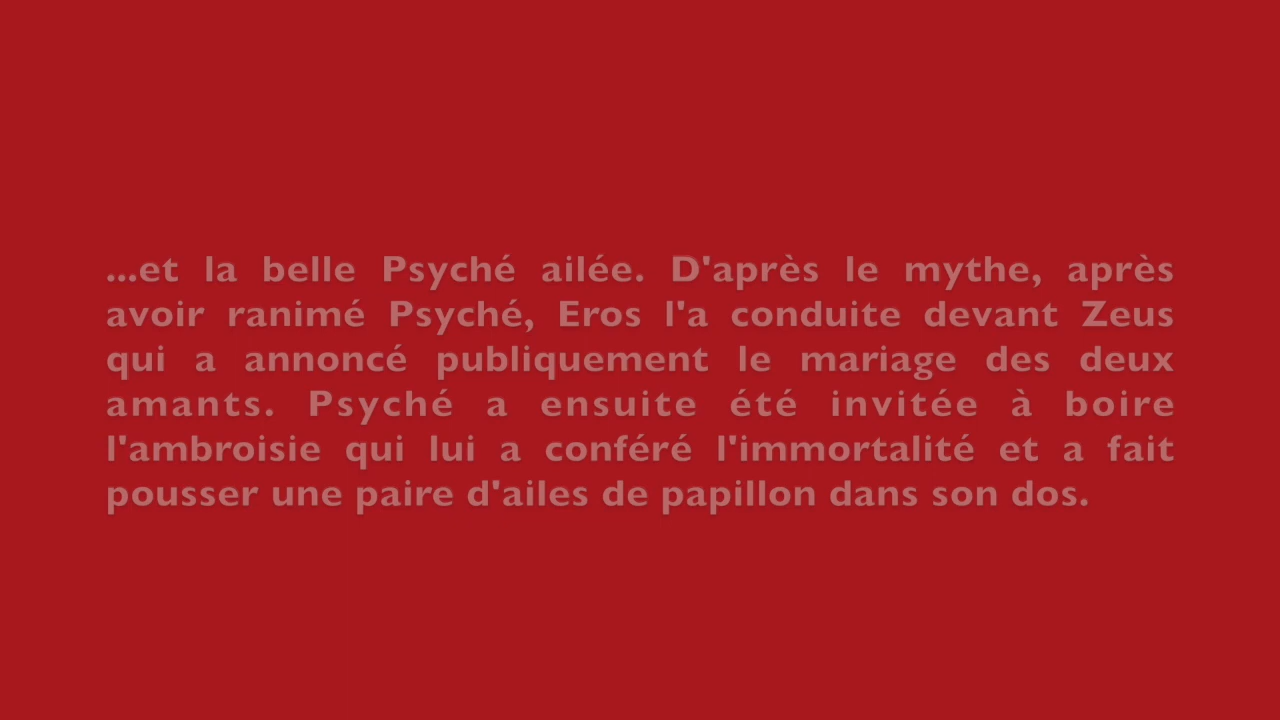 ...et la belle Psyché ailée. D'après le mythe, après
avoir ranimé Psyché, Eros l'a conduite devant Zeus
qui a annoncé publiquement le mariage des deux
amants. Psyché a ensuite été invitée à boire
l'ambroisie qui lui a conféré l'immortalité et a fait
pousser une paire d'ailes de papillon dans son dos.